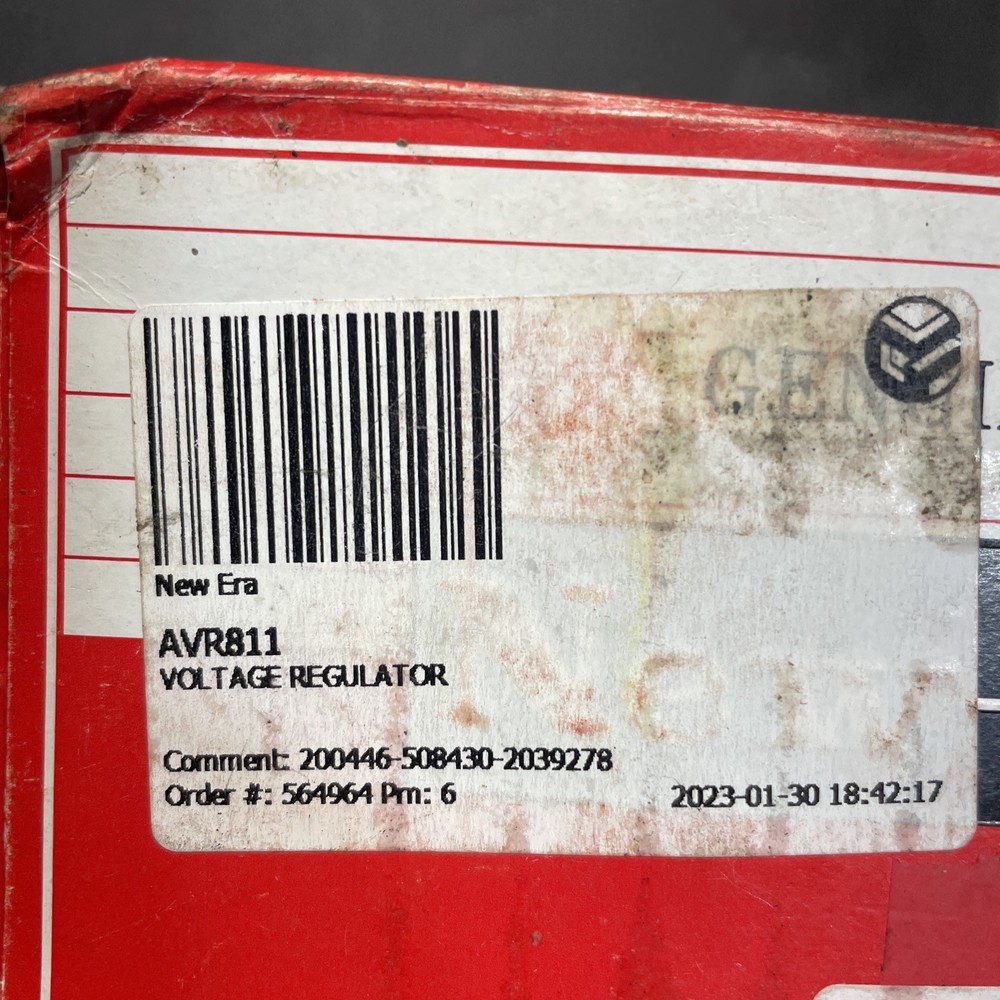 New Era
AVR811
VOLTAGE REGULATOR
Comment: 200446-508430-2039278
Order #: 564964 Prn: 6
2023-01-30 18:42:17